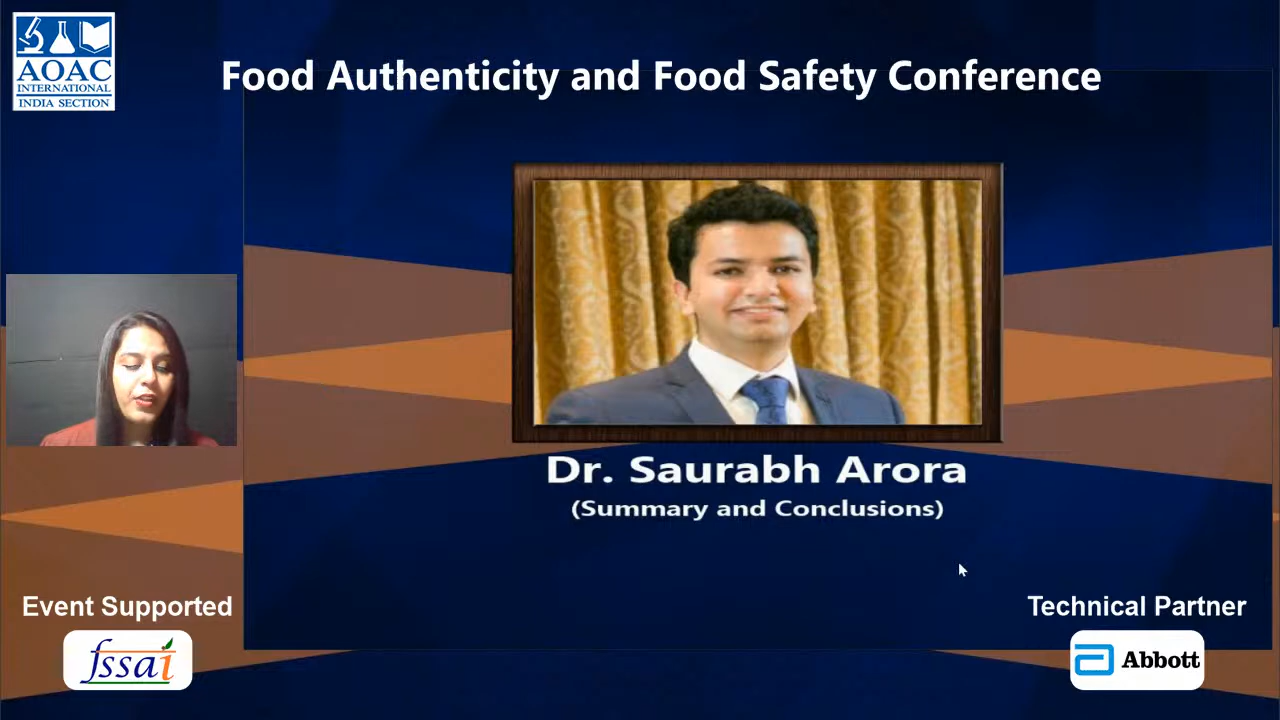 AOAC
INTERNATIONAL
INDIA SECTION
Food Authenticity and Food Safety Conference
Dr. Saurabh Arora
(Summary and Conclusions)
Event Supported
fssai
Technical Partner
Abbott